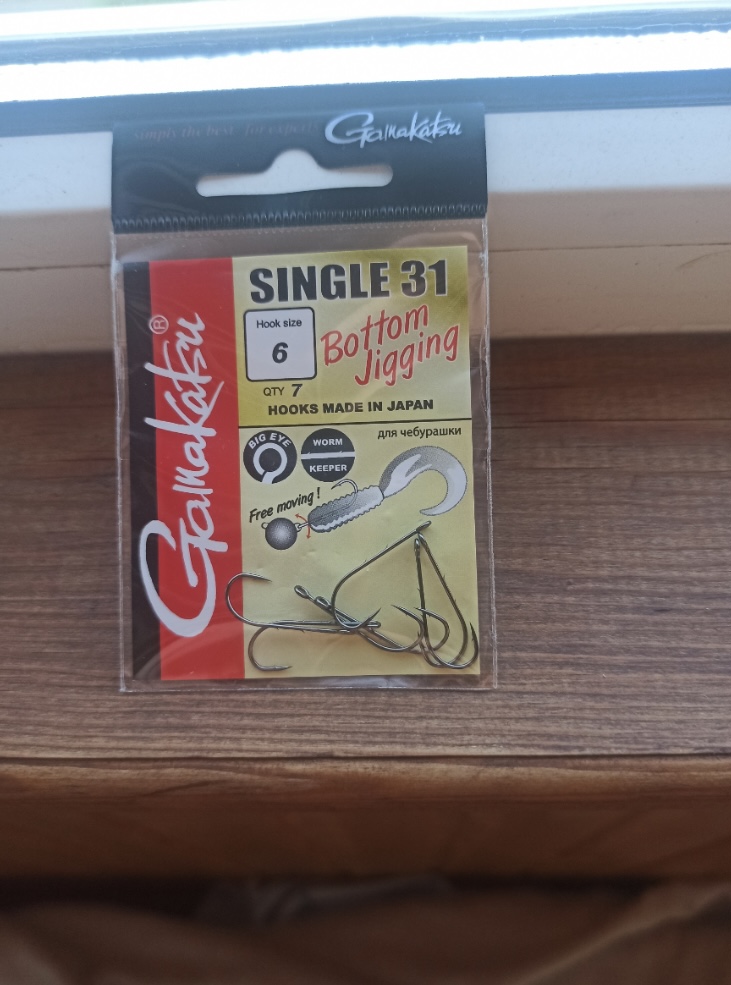 simply the best for experts
Gamakatsu
Gamakatsu®
SINGLE 31
Hook size
6
Bottom
Jigging
QTY 7
HOOKS MADE IN JAPAN
BIG EYE
WORM
KEEPER
для чебурашки
Free moving !